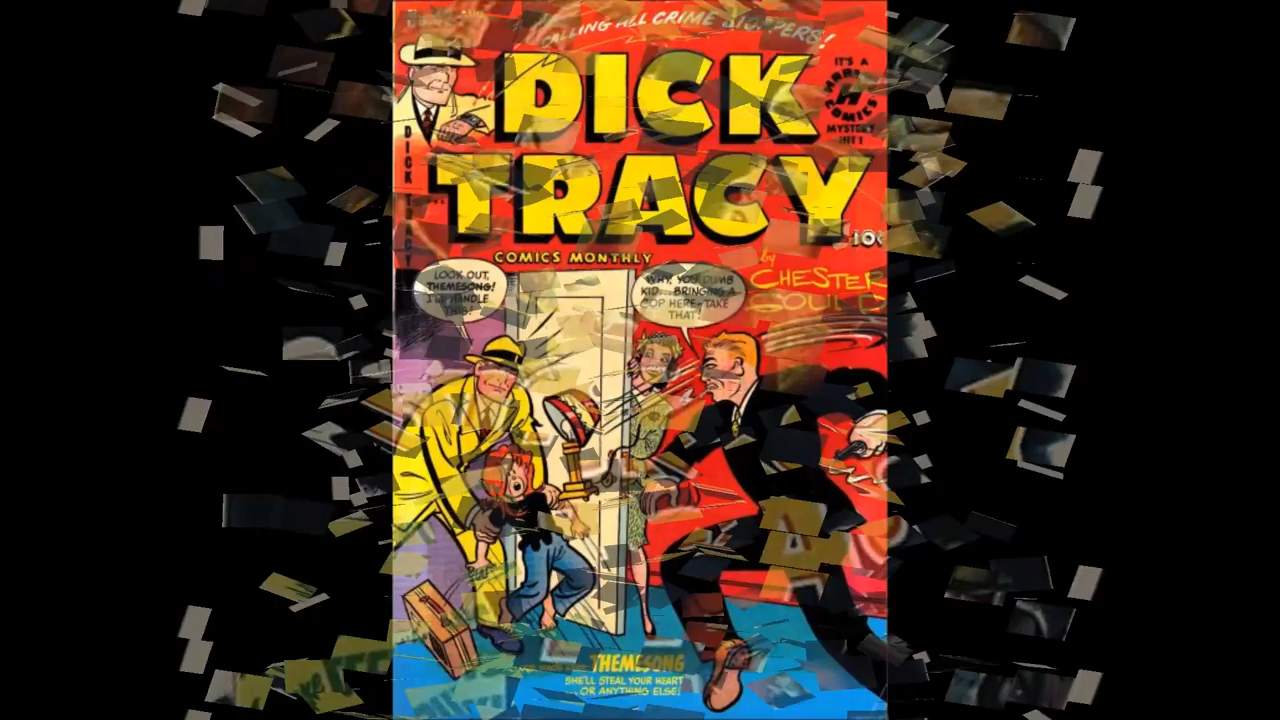 CALLING ALL CRIME STOPPERS!
DICK
TRACY
IT'S A
HARVEY
COMICS
MYSTERY
HIT!
DICK TRACY
10¢
COMICS MONTHLY
by
CHESTER
GOULD
LOOK OUT,
THEMESONG!
I'LL HANDLE
THIS!
WHY, YOU DUMB
KID...BRINGING A
COP HERE-TAKE
THAT!
THEMESONG
SHE'LL STEAL YOUR HEART
...OR ANYTHING ELSE!